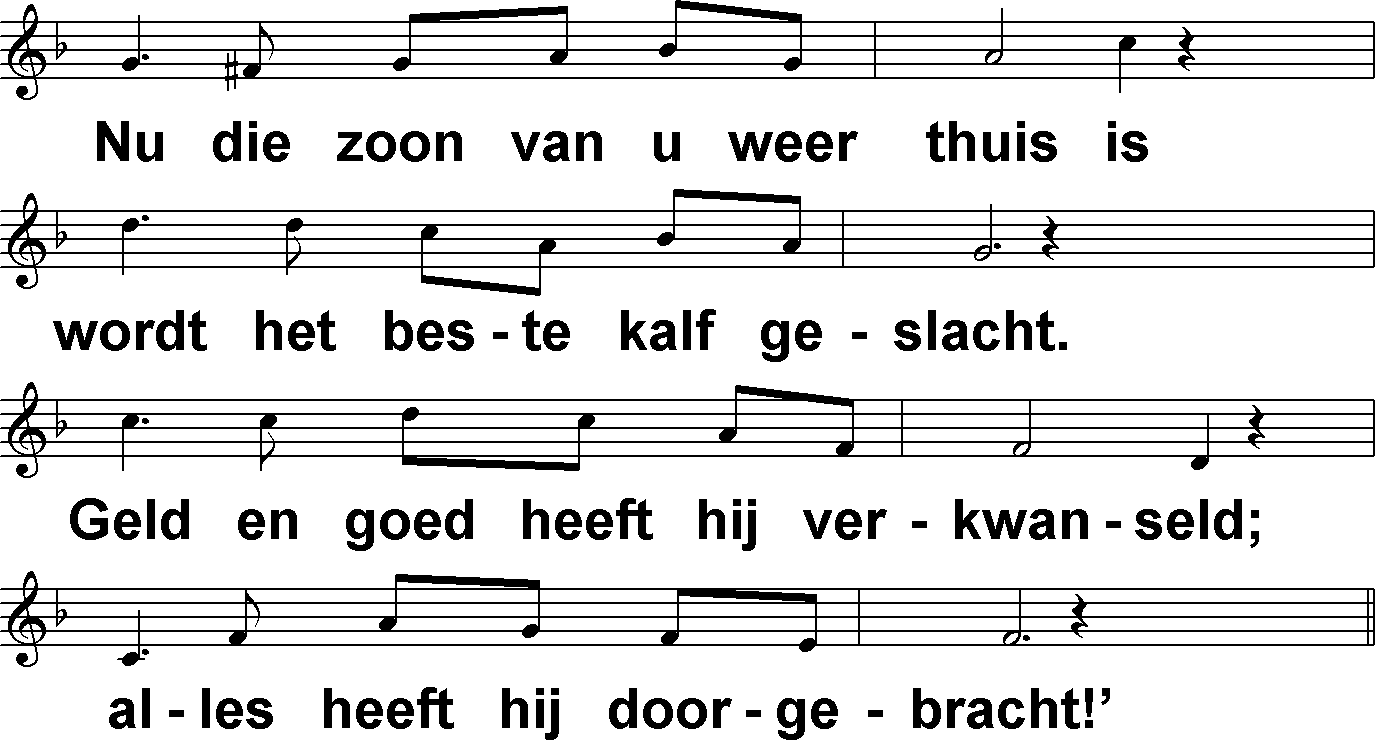 Nu die zoon van u weer thuis is
wordt het bes - te kalf ge - slacht.
Geld en goed heeft hij ver - kwan - seld;
al - les heeft hij door - ge - bracht!’